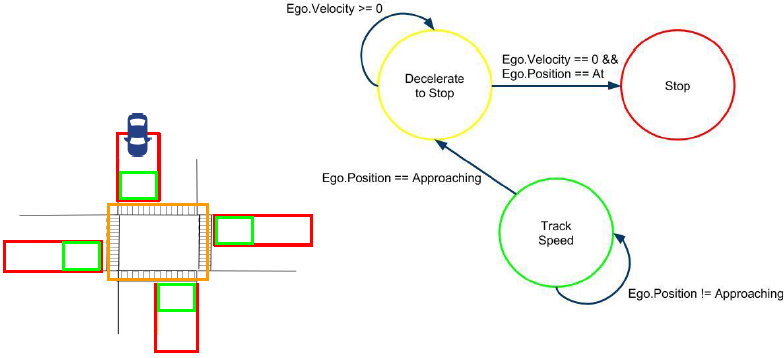 Ego.Velocity >= 0
Ego.Velocity == 0 &&
Ego.Position == At
Decelerate
to Stop
Stop
Ego.Position == Approaching
Track
Speed
Ego.Position != Approaching